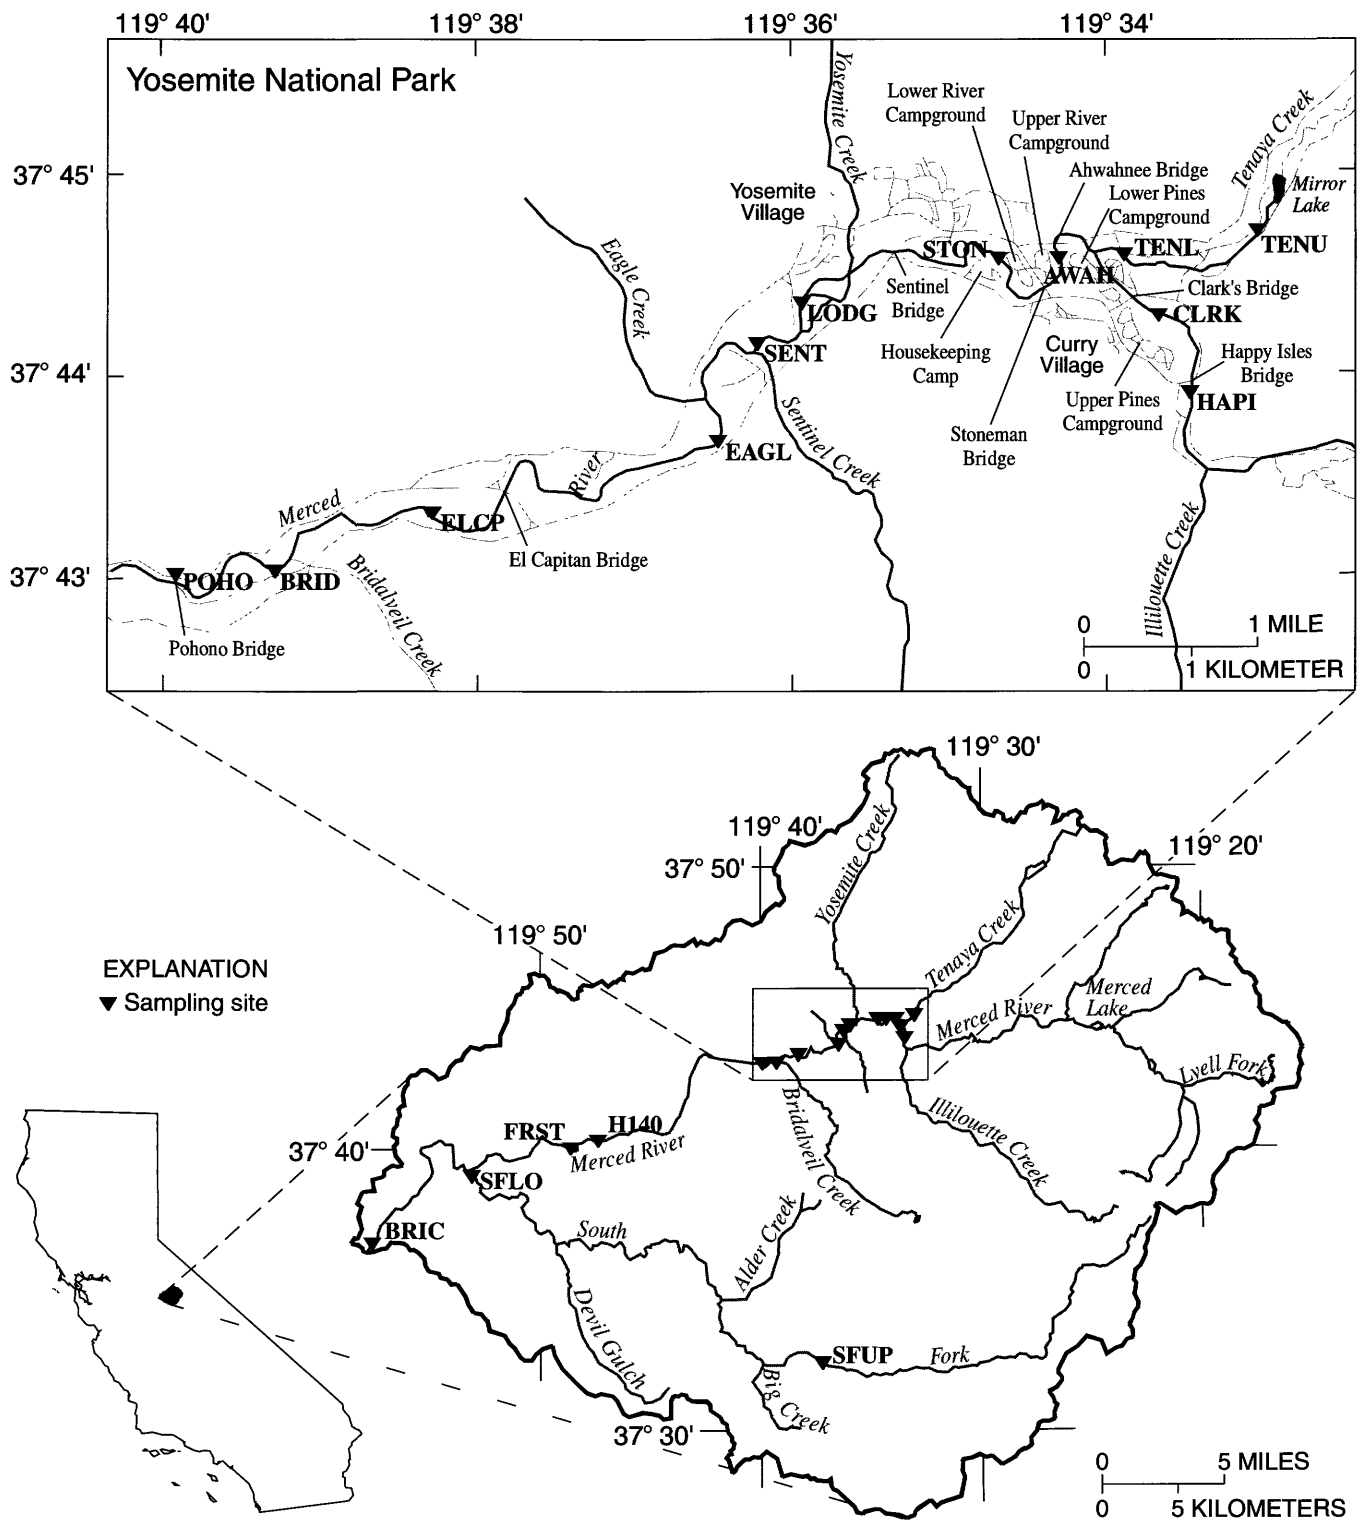 119° 40'
119° 38'
119° 36'
119° 34'
Yosemite National Park
37° 45'
37° 44'
37° 43'
Yosemite Creek
Lower River
Campground
Upper River
Campground
Ahwahnee Bridge
Lower Pines
Campground
Tenaya Creek
Mirror
Lake
Yosemite
Village
Eagle Creek
STON
TENL
TENU
AWAH
Sentinel
Bridge
Clark's Bridge
LODG
CLRK
SENT
Housekeeping
Camp
Curry
Village
Happy Isles
Bridge
Upper Pines
Campground
HAPI
Stoneman
Bridge
Sentinel Creek
EAGL
River
Merced
ELCP
El Capitan Bridge
POHO
BRID
Bridalveil Creek
Pohono Bridge
Illilouette Creek
0 1 MILE
0 1 KILOMETER
119° 30'
119° 40'
37° 50'
119° 20'
119° 50'
Yosemite Creek
Tenaya Creek
EXPLANATION
Sampling site
Merced River
Merced
Lake
Lyell Fork
Bridalveil Creek
Illilouette Creek
FRST
H140
Merced River
37° 40'
SFLO
BRIC
South
Alder Creek
Devil Gulch
SFUP
Fork
Big Creek
37° 30'
0 5 MILES
0 5 KILOMETERS